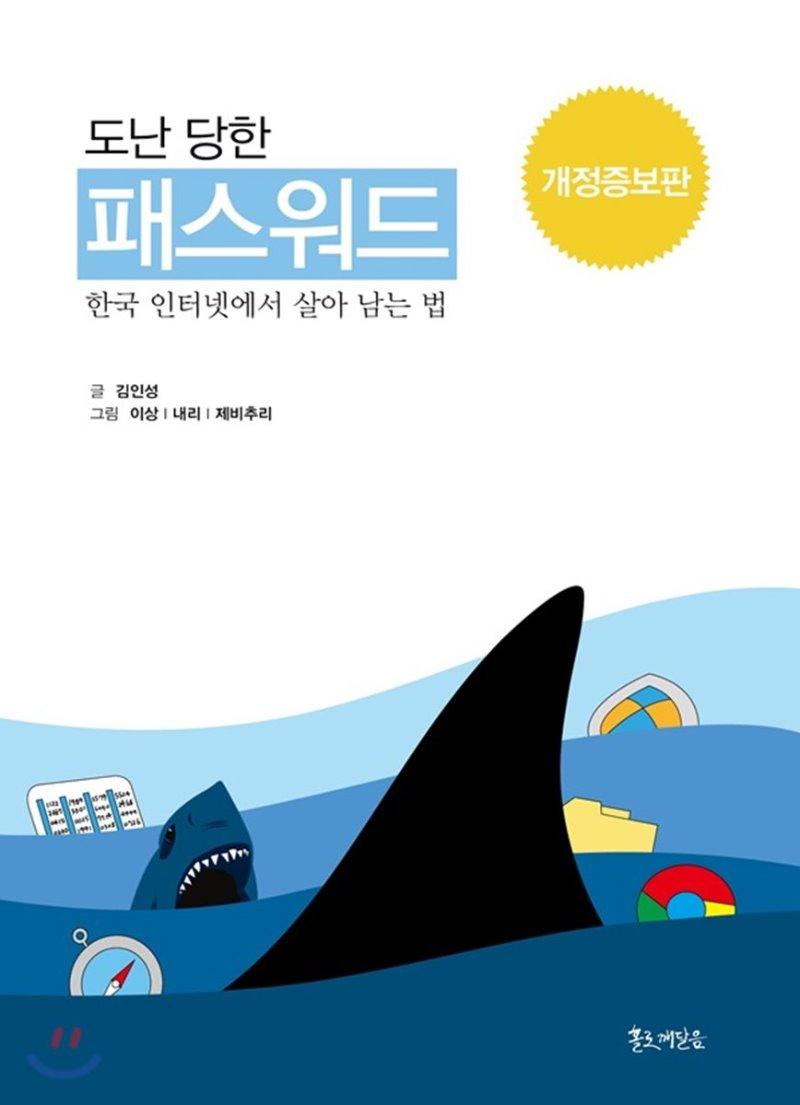 도난 당한
패스워드
한국 인터넷에서 살아 남는 법
개정증보판
글 김인성
그림 이상 | 내리 | 제비추리
홀로깨달음